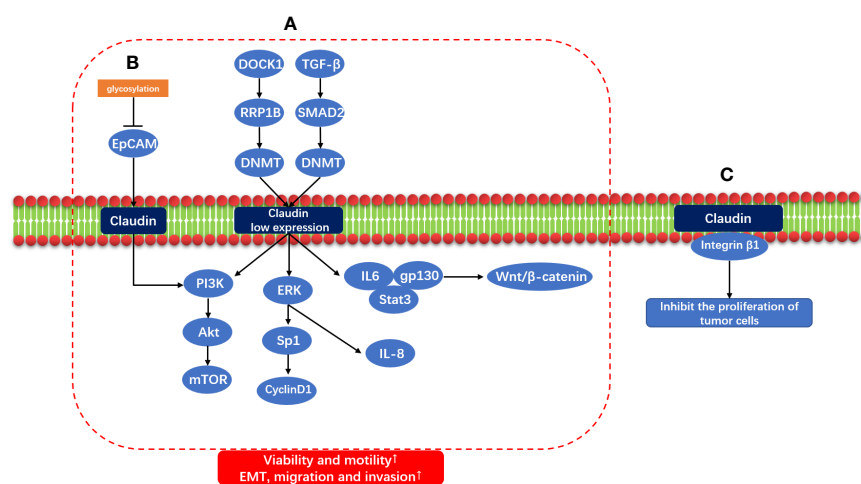 A
B
DOCK1
TGF-β
glycosylation
RRP1B
SMAD2
EpCAM
DNMT
DNMT
C
Claudin
Claudin
low expression
Claudin
Integrin β1
PI3K
ERK
IL6
gp130
Stat3
Wnt/β-catenin
Inhibit the proliferation of
tumor cells
Akt
Sp1
IL-8
mTOR
CyclinD1
Viability and motility↑
EMT, migration and invasion↑